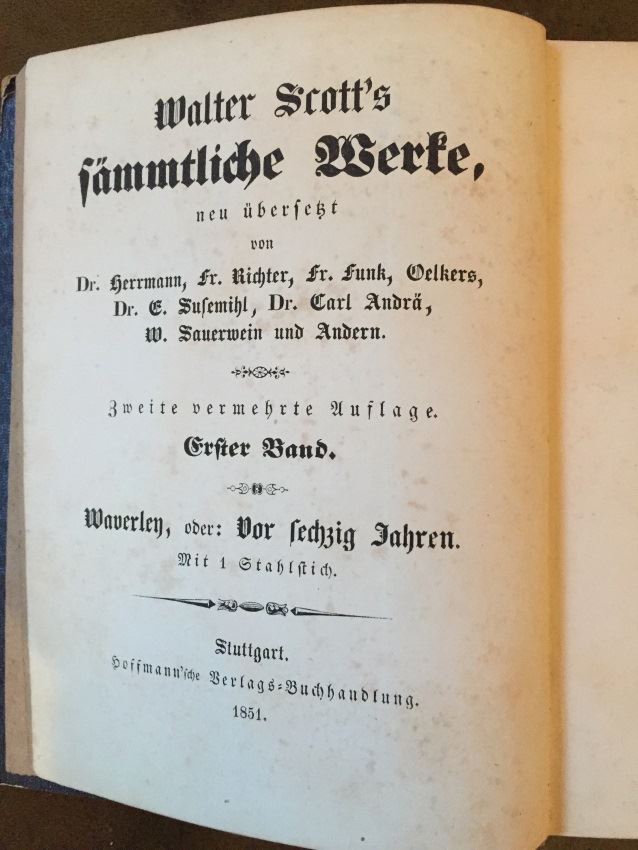 Walter Scott's
sämmtliche Werke,
neu übersetzt
von
Dr. Herrmann, Fr. Richter, Fr. Funk, Oelkers,
Dr. E. Susemihl, Dr. Carl Andrä,
W. Sauerwein und Andern.
Zweite vermehrte Auflage.
Erster Band.
Waverley, oder: Vor sechzig Jahren.
Mit 1 Stahlstich.
Stuttgart.
Hoffmann'sche Verlags-Buchhandlung.
1851.